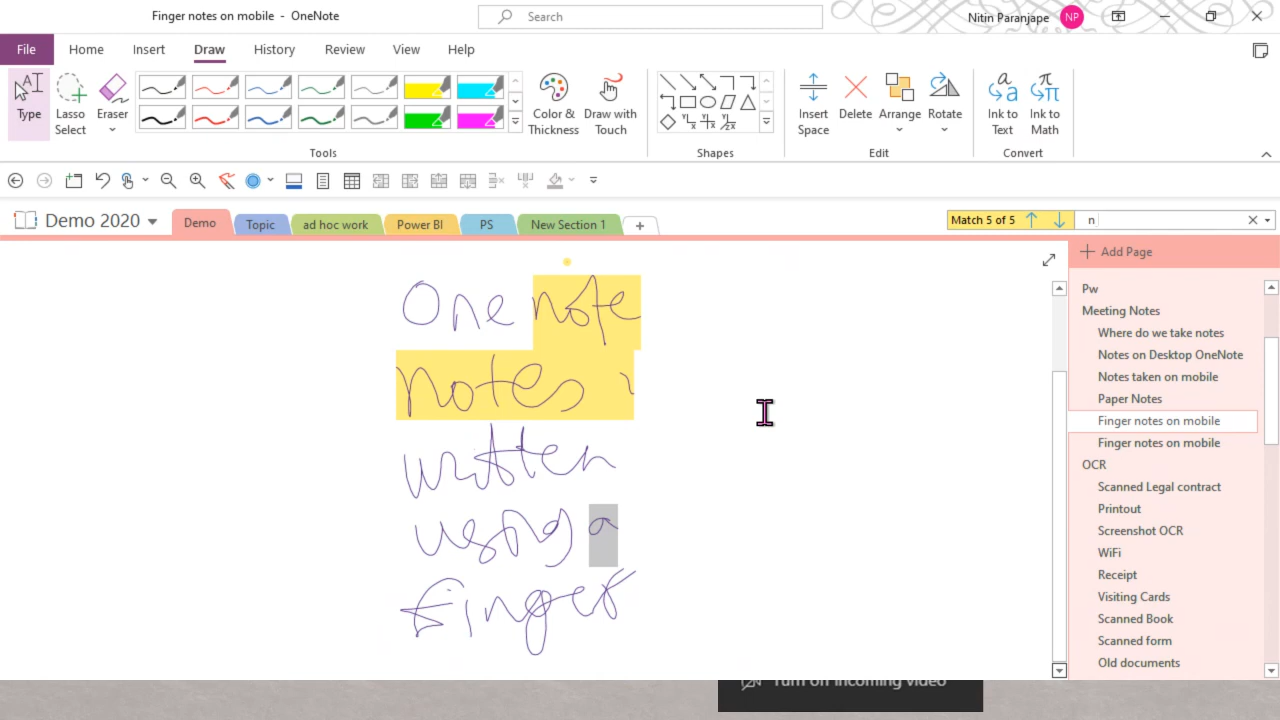 Finger notes on mobile - OneNote
Search
Nitin Paranjape NP
File Home Insert Draw History Review View Help
Type
Lasso Select
Eraser
Color & Thickness
Draw with Touch
Insert Space
Delete
Arrange
Rotate
Ink to Text
Ink to Math
Tools Shapes Edit Convert
Demo 2020 Demo Topic ad hoc work Power BI PS New Section 1
Match 5 of 5 n
Add Page
One note
notes
written
using a
finger
Pw
Meeting Notes
Where do we take notes
Notes on Desktop OneNote
Notes taken on mobile
Paper Notes
Finger notes on mobile
Finger notes on mobile
OCR
Scanned Legal contract
Printout
Screenshot OCR
WiFi
Receipt
Visiting Cards
Scanned Book
Scanned form
Old documents
Turn on incoming video